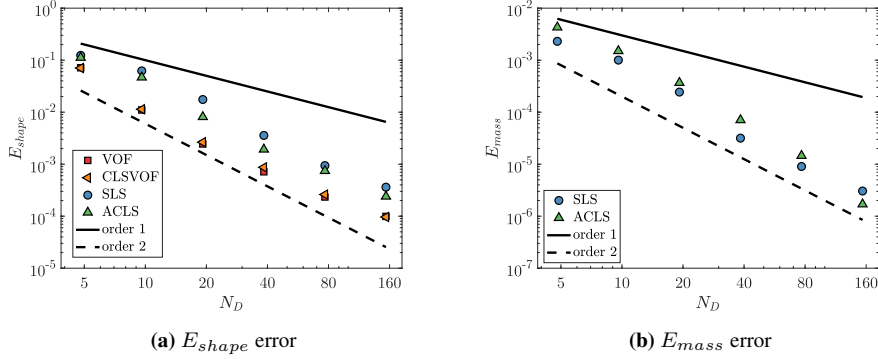 10^0
10^-1
10^-2
10^-3
10^-4
10^-5
E_shape
VOF
CLSVOF
SLS
ACLS
order 1
order 2
5 10 20 40 80 160
N_D
(a) E_shape error
10^-2
10^-3
10^-4
10^-5
10^-6
10^-7
E_mass
SLS
ACLS
order 1
order 2
5 10 20 40 80 160
N_D
(b) E_mass error